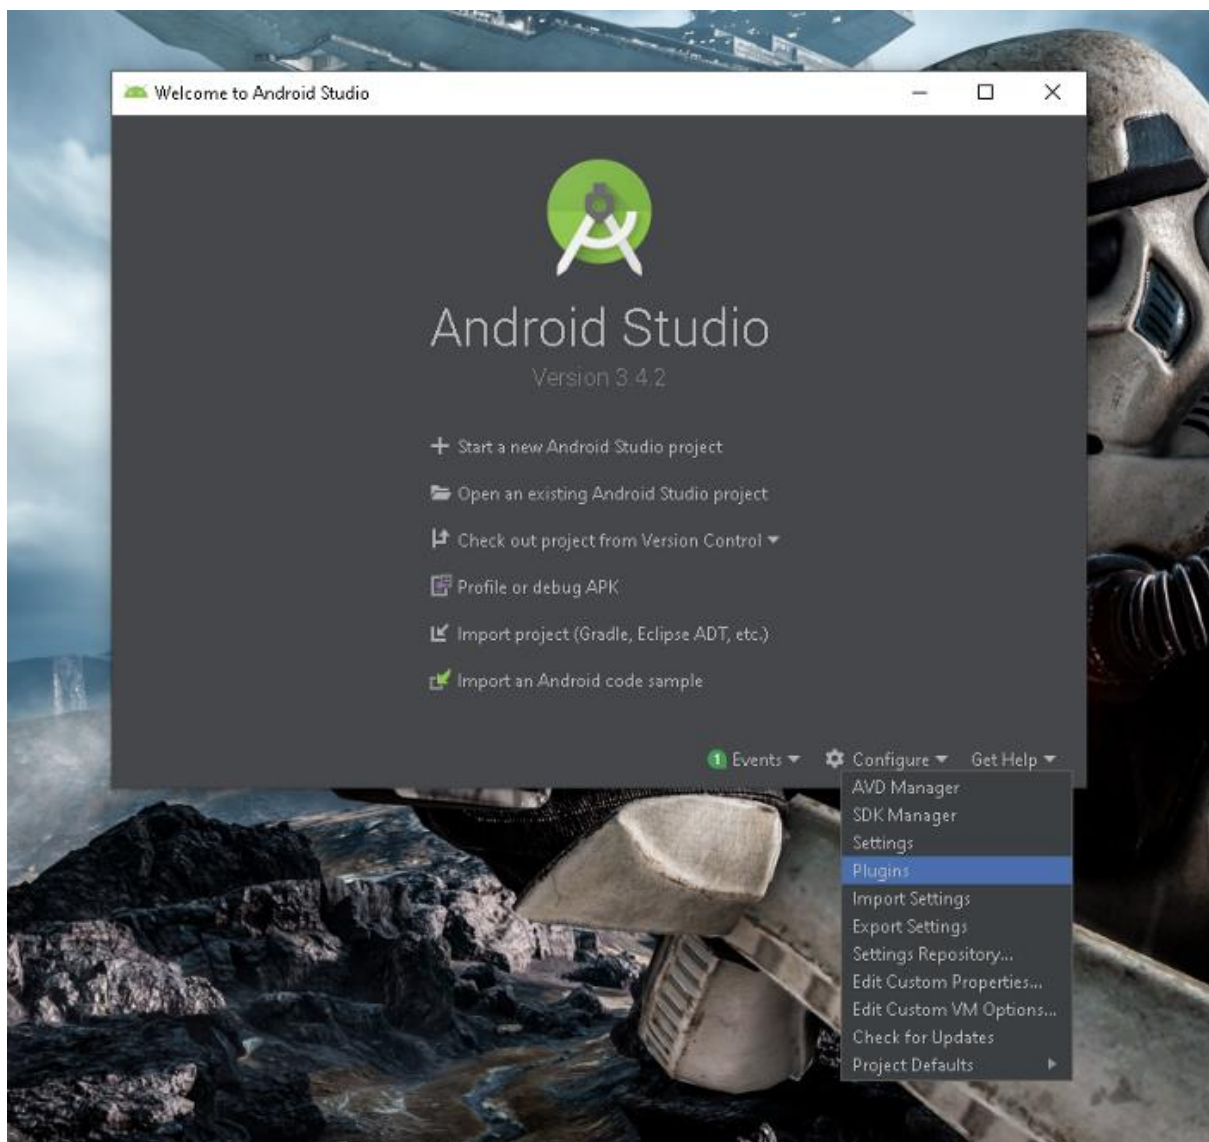 Welcome to Android Studio
Android Studio
Version 3.4.2
Start a new Android Studio project
Open an existing Android Studio project
Check out project from Version Control
Profile or debug APK
Import project (Gradle, Eclipse ADT, etc.)
Import an Android code sample
1 Events Configure Get Help
AVD Manager
SDK Manager
Settings
Plugins
Import Settings
Export Settings
Settings Repository...
Edit Custom Properties...
Edit Custom VM Options...
Check for Updates
Project Defaults